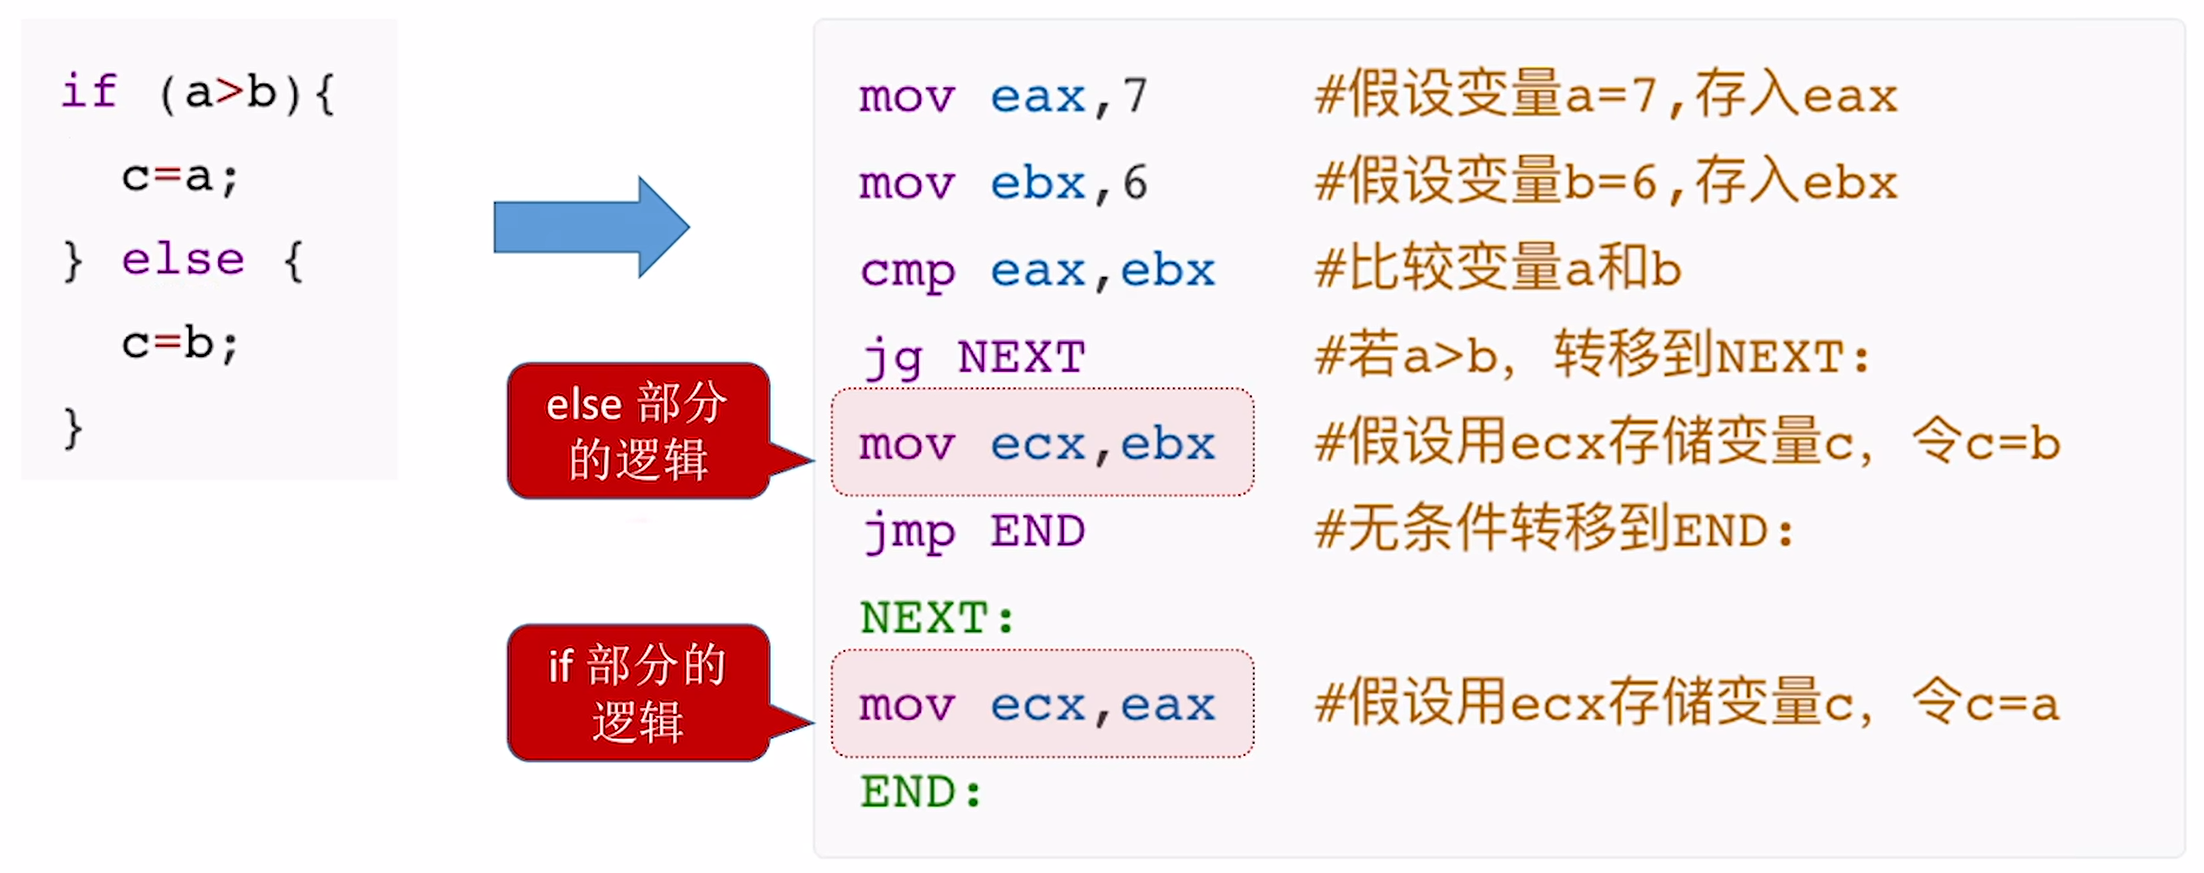 if (a>b){
  c=a;
} else {
  c=b;
}
else 部分
的逻辑
if 部分的
逻辑
mov eax,7 #假设变量a=7,存入eax
mov ebx,6 #假设变量b=6,存入ebx
cmp eax,ebx #比较变量a和b
jg NEXT #若a>b，转移到NEXT:
mov ecx,ebx #假设用ecx存储变量c，令c=b
jmp END #无条件转移到END:
NEXT:
mov ecx,eax #假设用ecx存储变量c，令c=a
END: